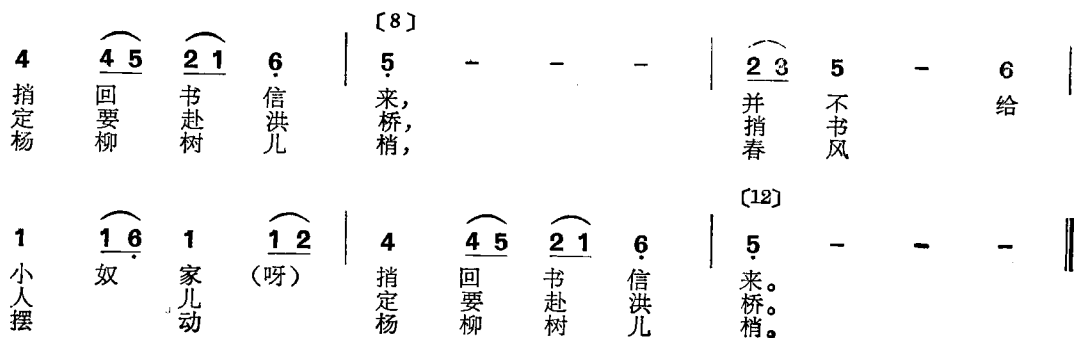 〔8〕
4 4 5 2 1 6 | 5 - - - | 2 3 5 - 6 |
捎 回 书 信 来， 并 不 给
定 要 赴 洪 桥， 捎 书
杨 柳 树 儿 梢， 春 风
〔12〕
1 1 6 1 1 2 | 4 4 5 2 1 6 | 5 - - - ‖
小 奴 家 （呀） 捎 回 书 信 来。
人 儿 定 要 赴 洪 桥。
摆 动 杨 柳 树 儿 梢。